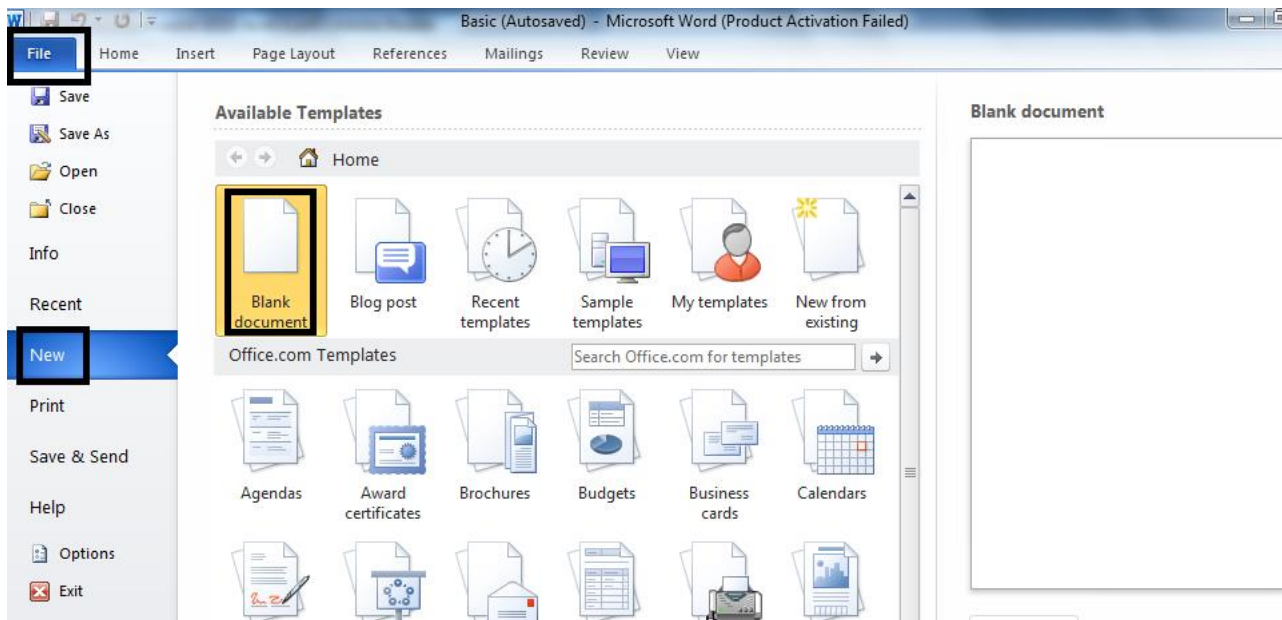 W
Basic (Autosaved) - Microsoft Word (Product Activation Failed)
File Home Insert Page Layout References Mailings Review View
Save
Save As
Open
Close
Info
Recent
New
Print
Save & Send
Help
Options
Exit
Available Templates
Home
Blank document
Blog post
Recent templates
Sample templates
My templates
New from existing
Office.com Templates
Search Office.com for templates
Agendas
Award certificates
Brochures
Budgets
Business cards
Calendars
Blank document